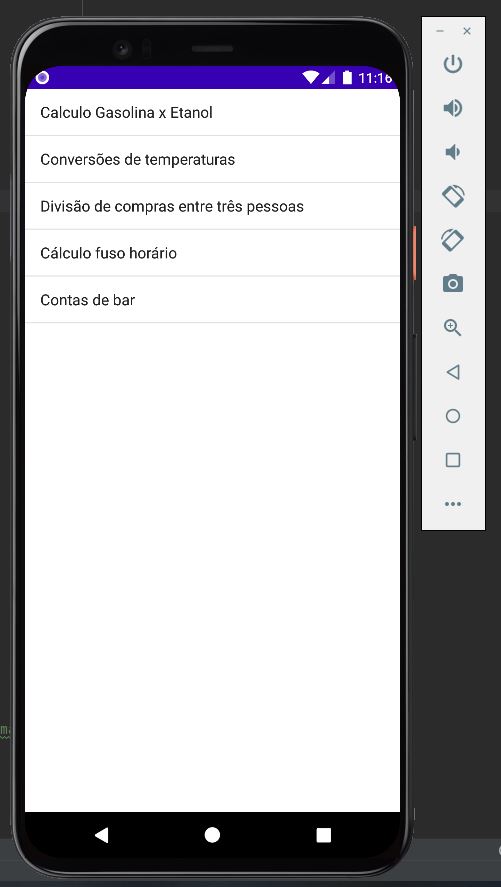 11:16
Calculo Gasolina x Etanol
Conversões de temperaturas
Divisão de compras entre três pessoas
Cálculo fuso horário
Contas de bar